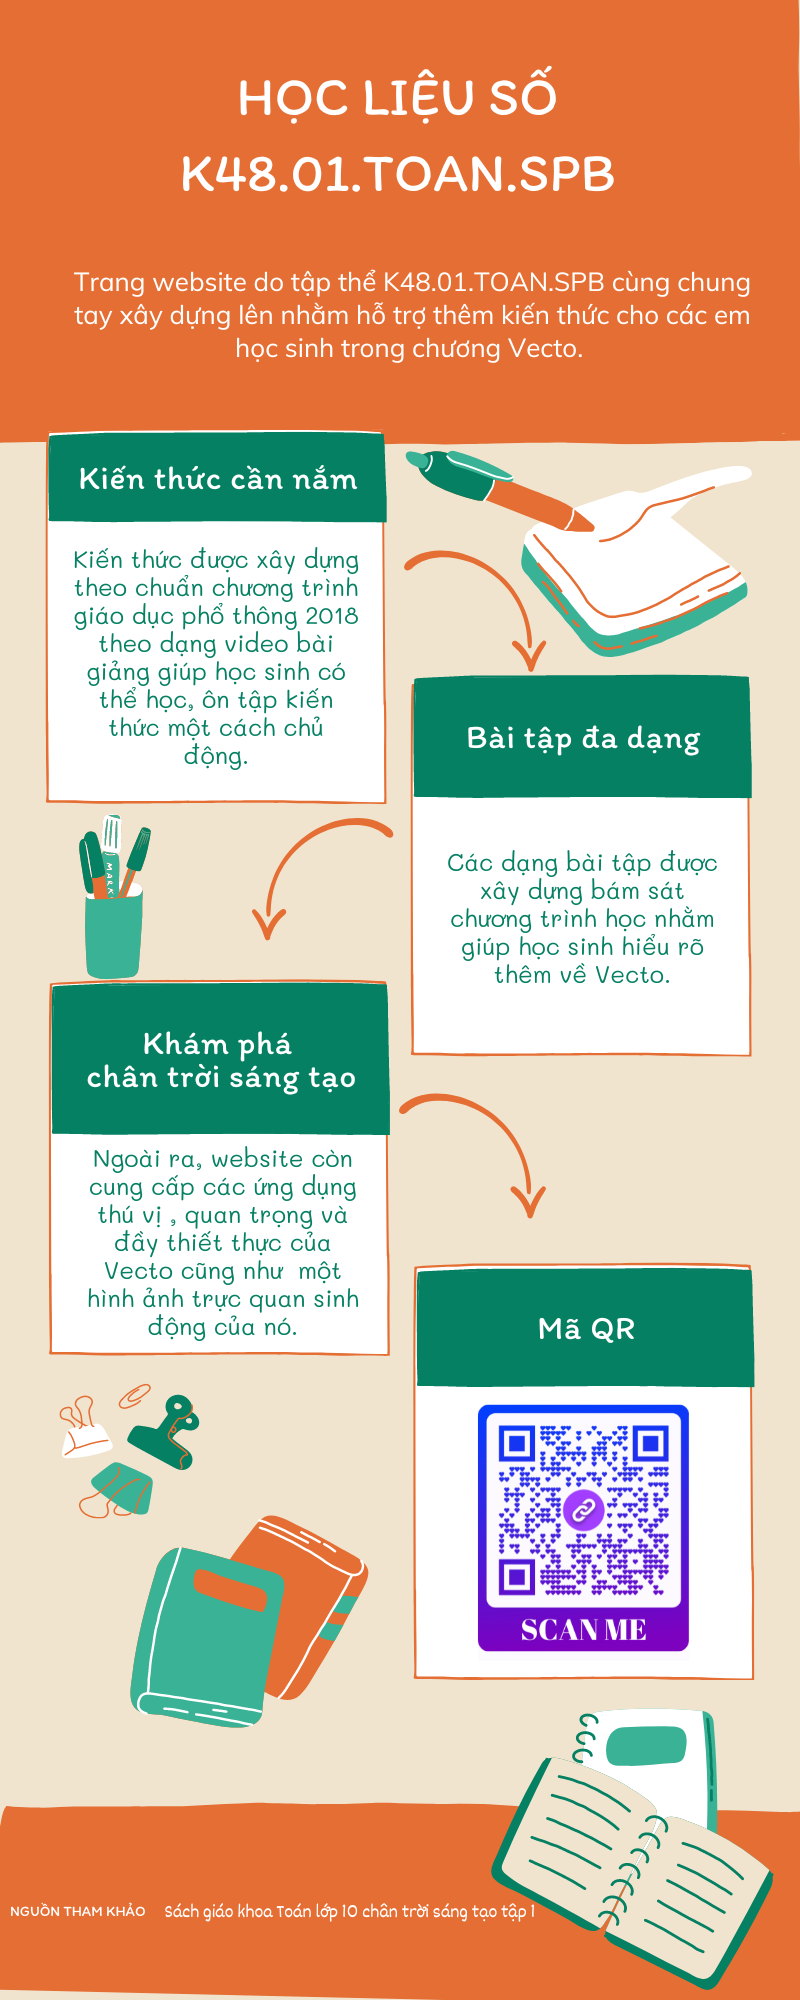 HỌC LIỆU SỐ
K48.01.TOAN.SPB
Trang website do tập thể K48.01.TOAN.SPB cùng chung
tay xây dựng lên nhằm hỗ trợ thêm kiến thức cho các em
học sinh trong chương Vecto.
Kiến thức cần nắm
Kiến thức được xây dựng
theo chuẩn chương trình
giáo dục phổ thông 2018
theo dạng video bài
giảng giúp học sinh có
thể học, ôn tập kiến
thức một cách chủ
động.
Bài tập đa dạng
Các dạng bài tập được
xây dựng bám sát
chương trình học nhằm
giúp học sinh hiểu rõ
thêm về Vecto.
MARK
Khám phá
chân trời sáng tạo
Ngoài ra, website còn
cung cấp các ứng dụng
thú vị , quan trọng và
đầy thiết thực của
Vecto cũng như  một
hình ảnh trực quan sinh
động của nó.
Mã QR
SCAN ME
NGUỒN THAM KHẢO
Sách giáo khoa Toán lớp 10 chân trời sáng tạo tập 1